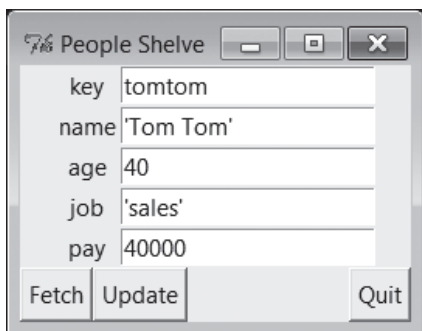 People Shelve
key tomtom
name 'Tom Tom'
age 40
job 'sales'
pay 40000
Fetch Update Quit